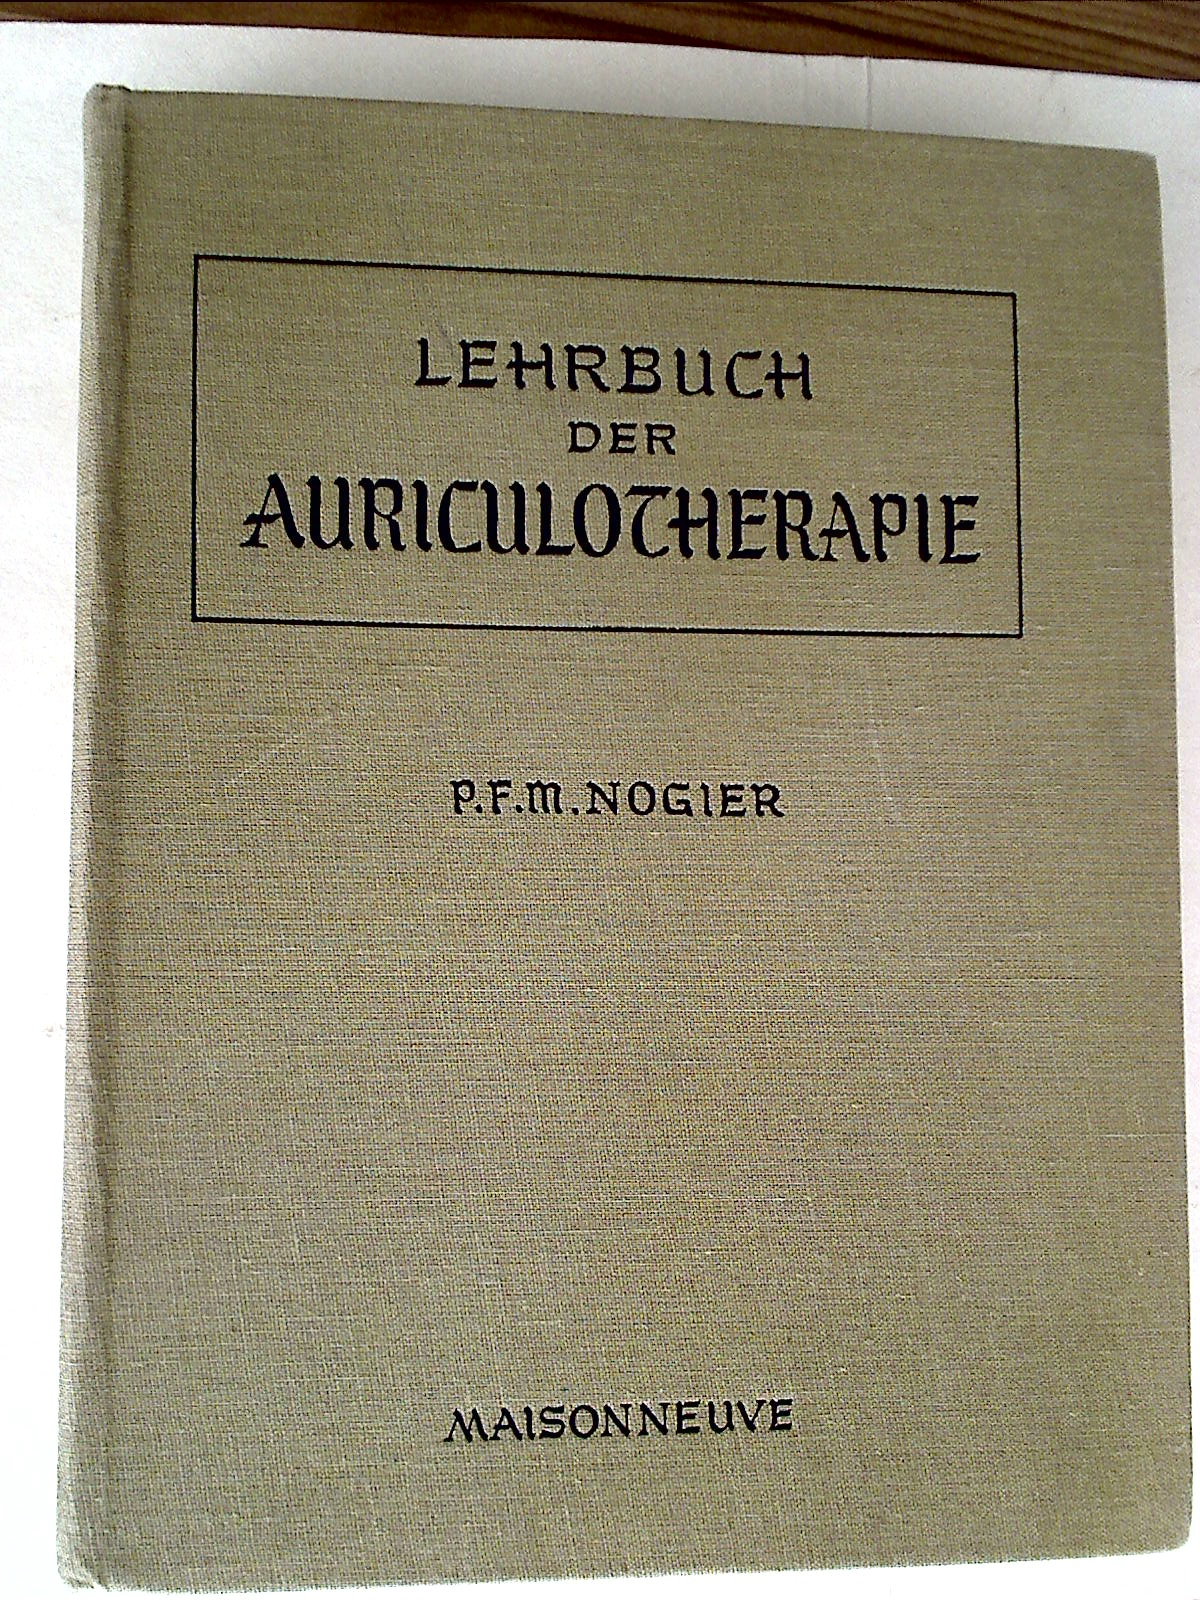 LEHRBUCH
DER
AURICULOTHERAPIE
P.F.M. NOGIER
MAISONNEUVE